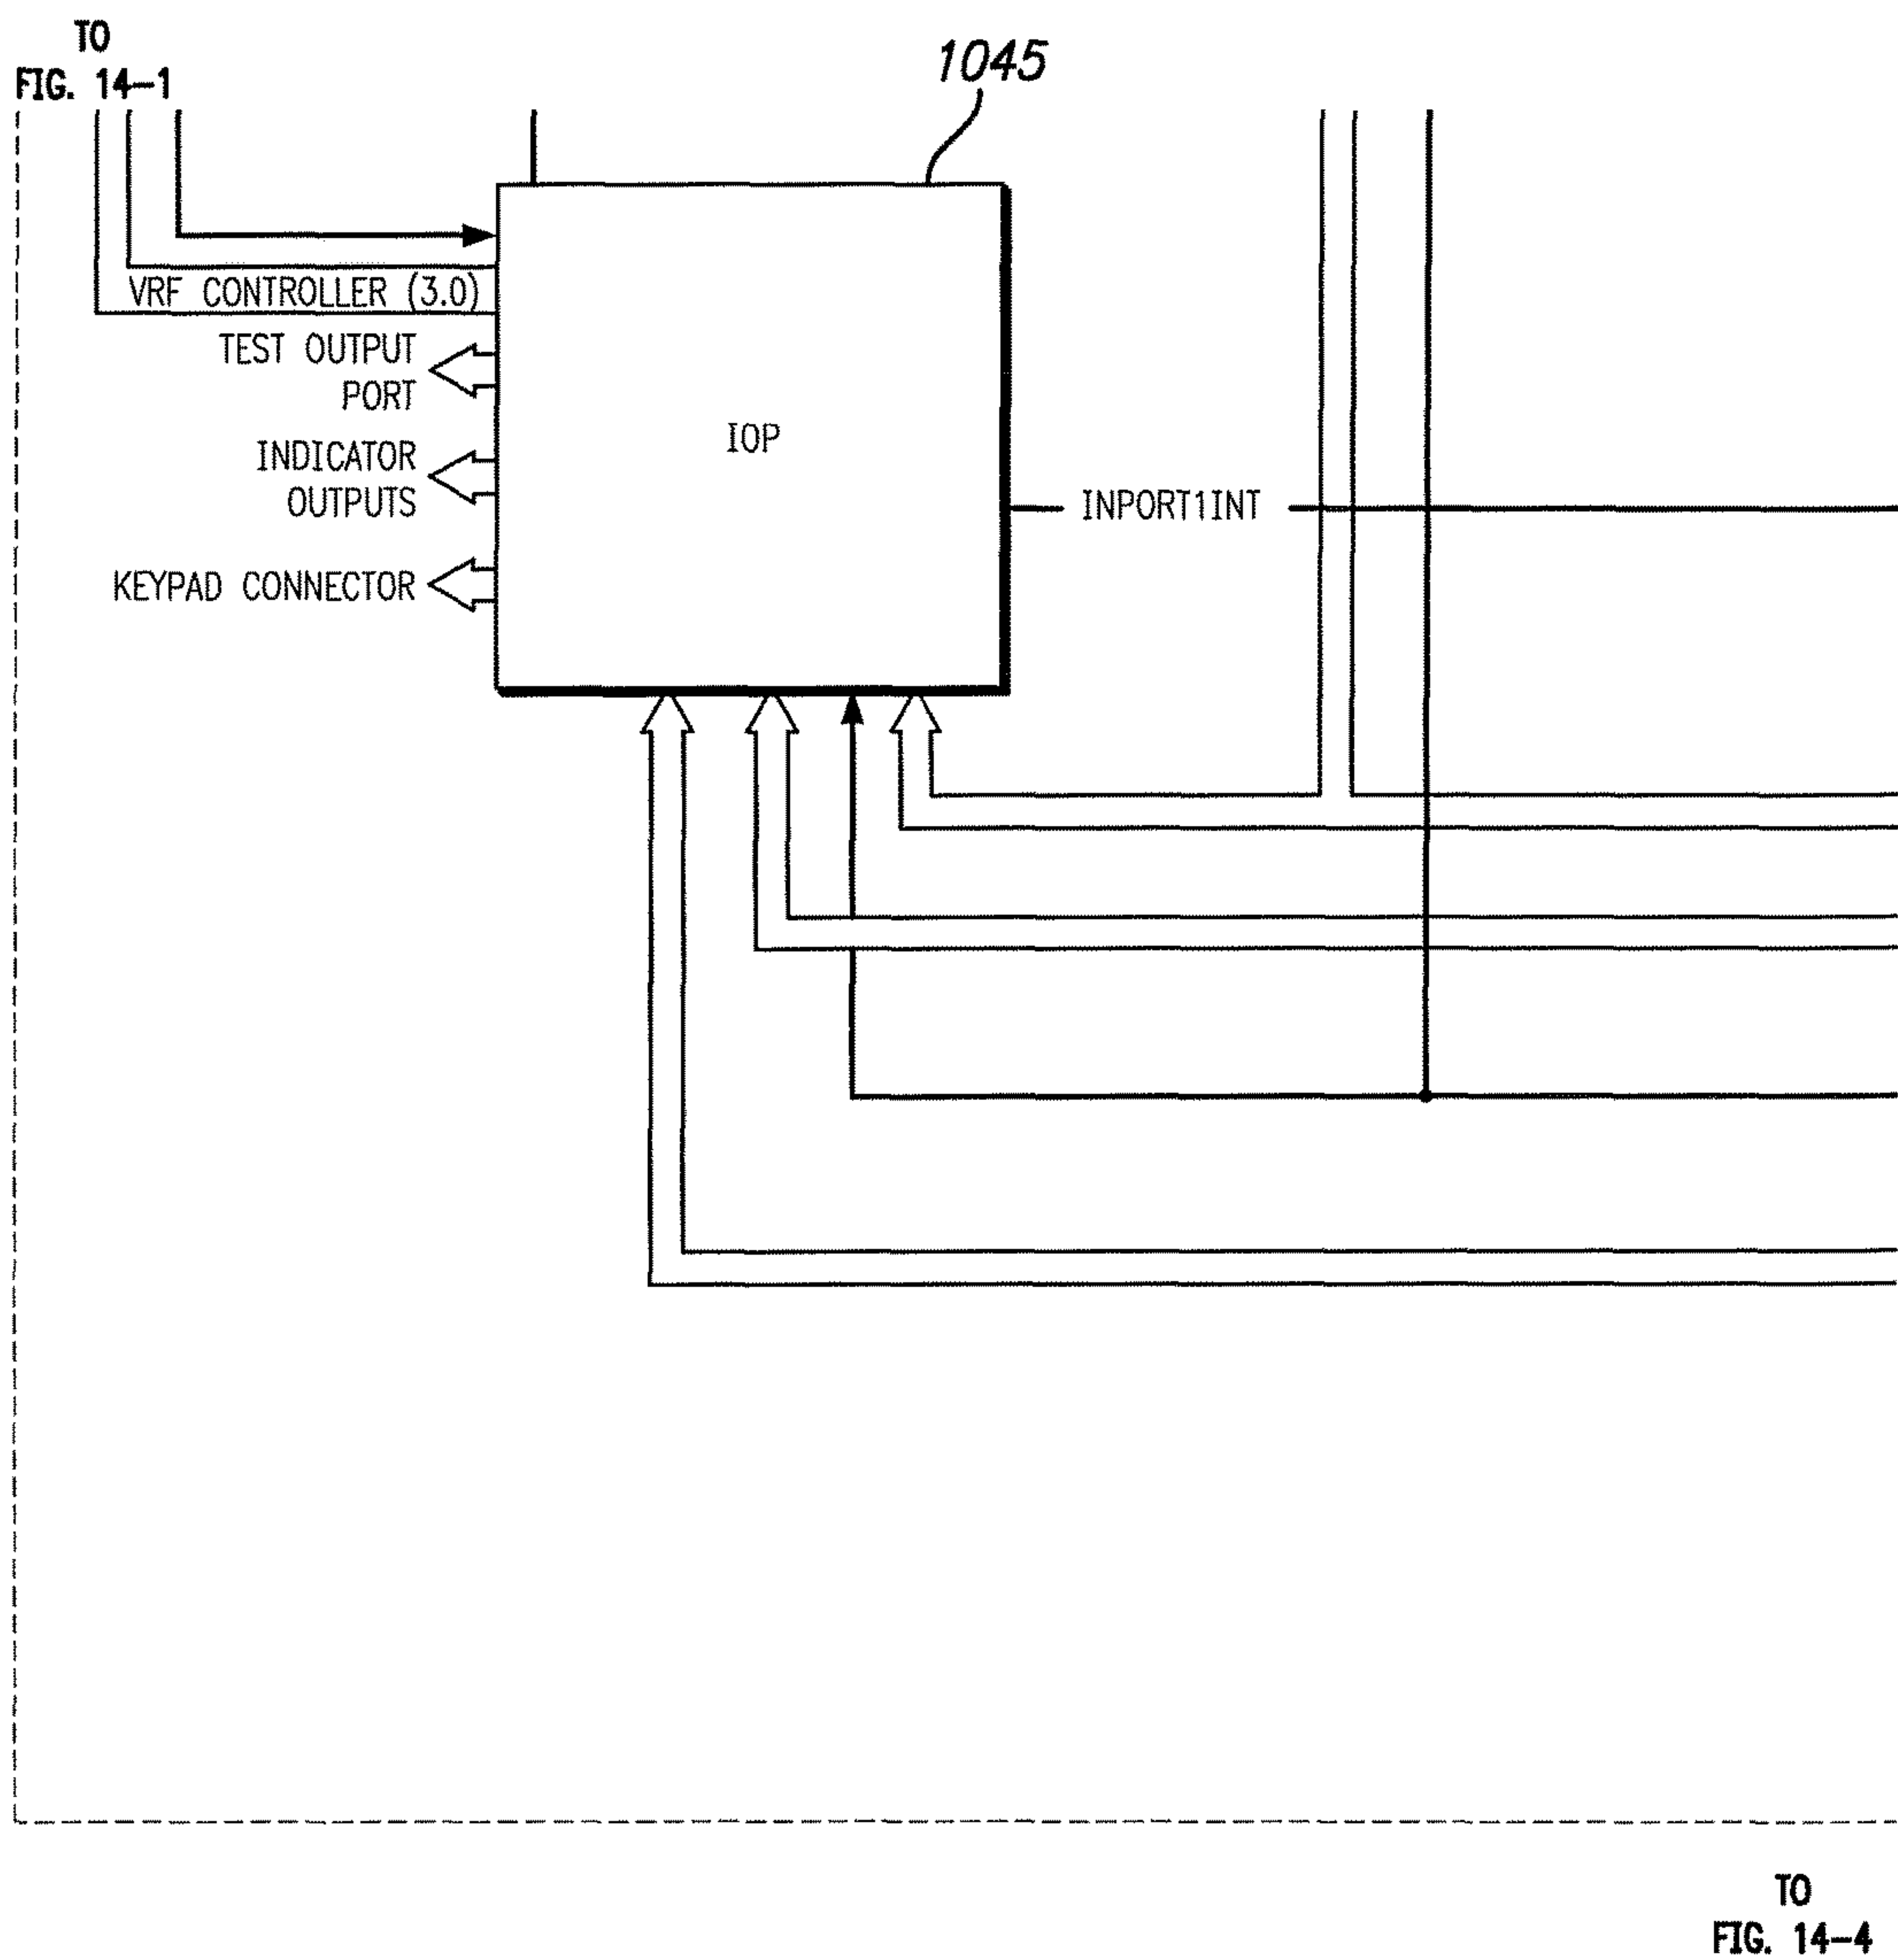 TO
FIG. 14-1
1045
VRF CONTROLLER (3.0)
TEST OUTPUT
PORT
IOP
INDICATOR
OUTPUTS
INPORT1INT
KEYPAD CONNECTOR
TO
FIG. 14-4